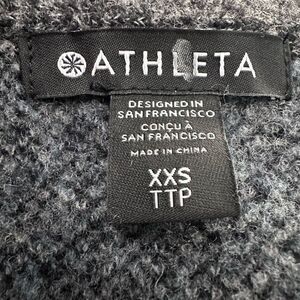 ATHLETA
DESIGNED IN
SAN FRANCISCO
CONÇU À
SAN FRANCISCO
MADE IN CHINA
XXS
TTP